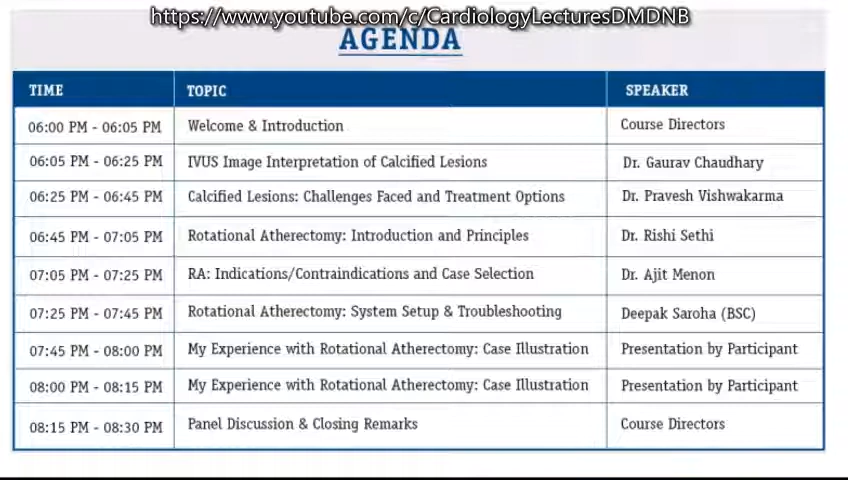 https://www.youtube.com/c/CardiologyLecturesDMDNB
AGENDA
TIME TOPIC SPEAKER
06:00 PM - 06:05 PM Welcome & Introduction Course Directors
06:05 PM - 06:25 PM IVUS Image Interpretation of Calcified Lesions Dr. Gaurav Chaudhary
06:25 PM - 06:45 PM Calcified Lesions: Challenges Faced and Treatment Options Dr. Pravesh Vishwakarma
06:45 PM - 07:05 PM Rotational Atherectomy: Introduction and Principles Dr. Rishi Sethi
07:05 PM - 07:25 PM RA: Indications/Contraindications and Case Selection Dr. Ajit Menon
07:25 PM - 07:45 PM Rotational Atherectomy: System Setup & Troubleshooting Deepak Saroha (BSC)
07:45 PM - 08:00 PM My Experience with Rotational Atherectomy: Case Illustration Presentation by Participant
08:00 PM - 08:15 PM My Experience with Rotational Atherectomy: Case Illustration Presentation by Participant
08:15 PM - 08:30 PM Panel Discussion & Closing Remarks Course Directors